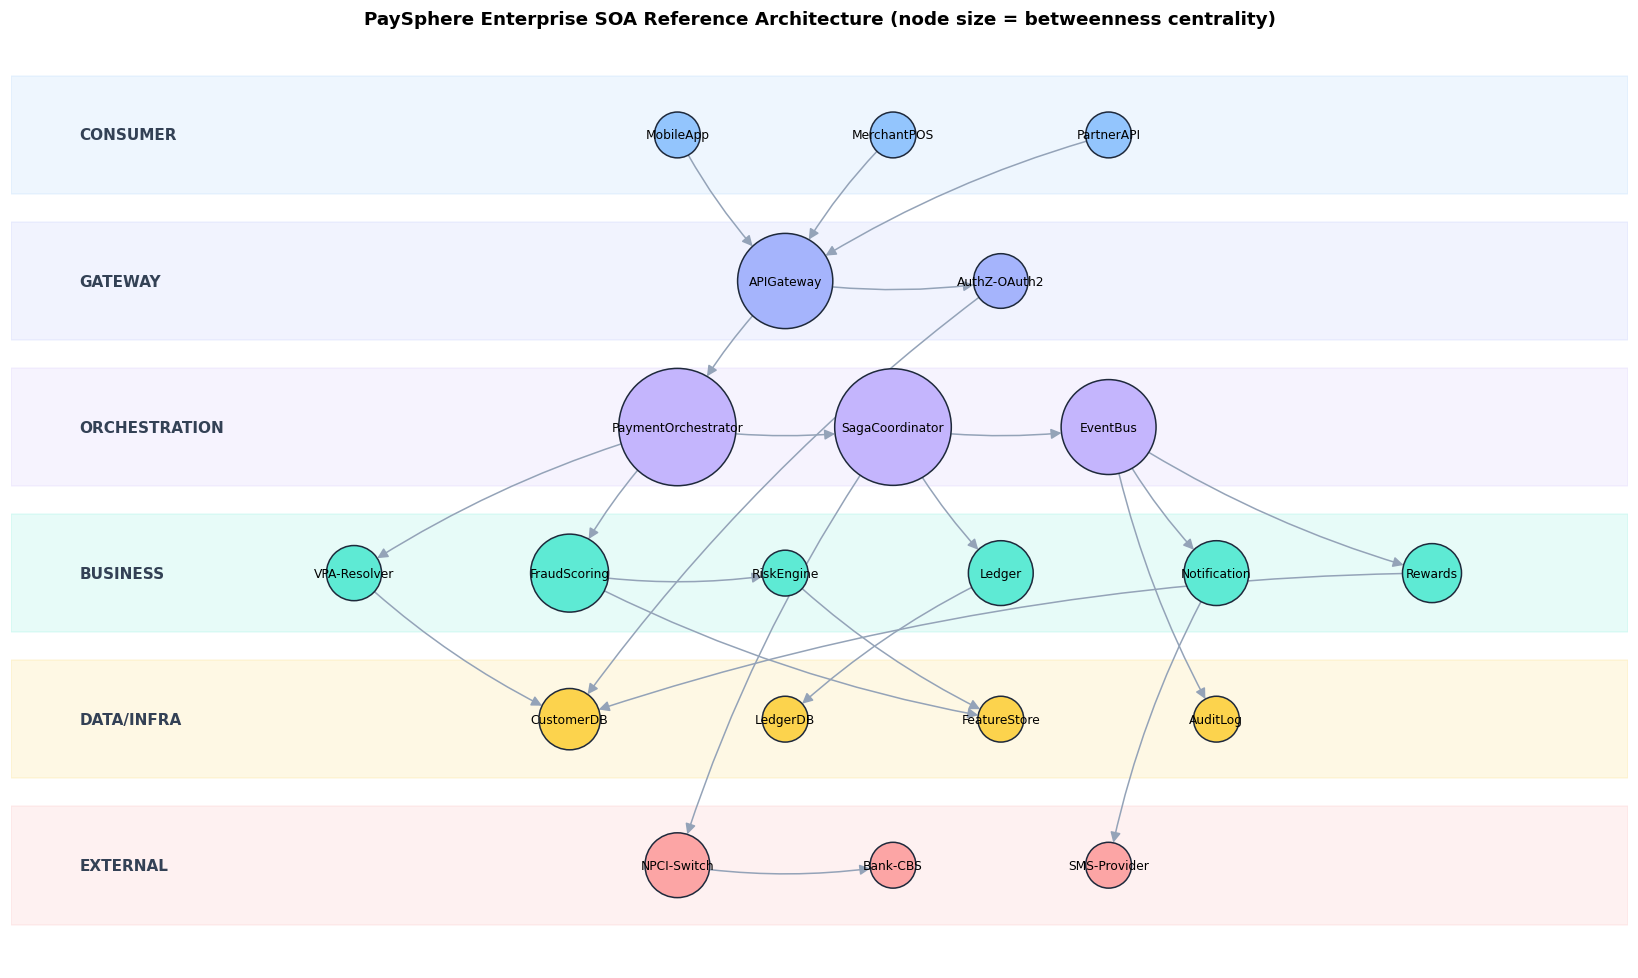 PaySphere Enterprise SOA Reference Architecture (node size = betweenness centrality)
CONSUMER
MobileApp
MerchantPOS
PartnerAPI
GATEWAY
APIGateway
AuthZ-OAuth2
ORCHESTRATION
PaymentOrchestrator
SagaCoordinator
EventBus
BUSINESS
VPA-Resolver
FraudScoring
RiskEngine
Ledger
Notification
Rewards
DATA/INFRA
CustomerDB
LedgerDB
FeatureStore
AuditLog
EXTERNAL
NPCI-Switch
Bank-CBS
SMS-Provider